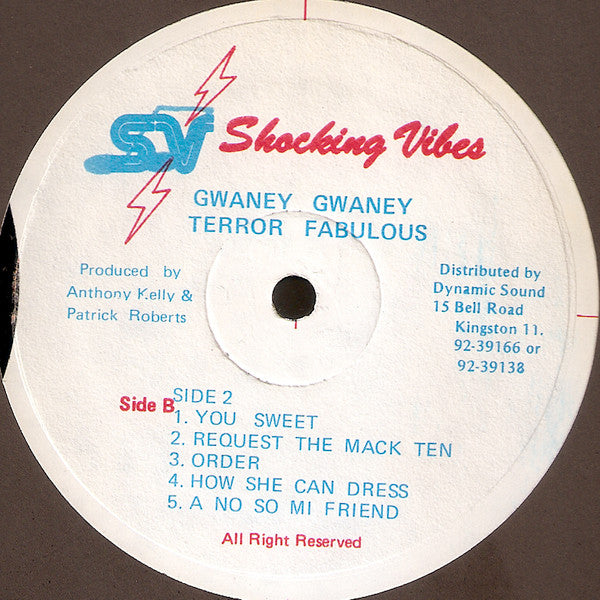 SV Shocking Vibes
GWANEY GWANEY
TERROR FABULOUS
Produced by
Anthony Kelly &
Patrick Roberts
Distributed by
Dynamic Sound
15 Bell Road
Kingston 11.
92-39166 or
92-39138
Side B
SIDE 2
1. YOU SWEET
2. REQUEST THE MACK TEN
3. ORDER
4. HOW SHE CAN DRESS
5. A NO SO MI FRIEND
All Right Reserved